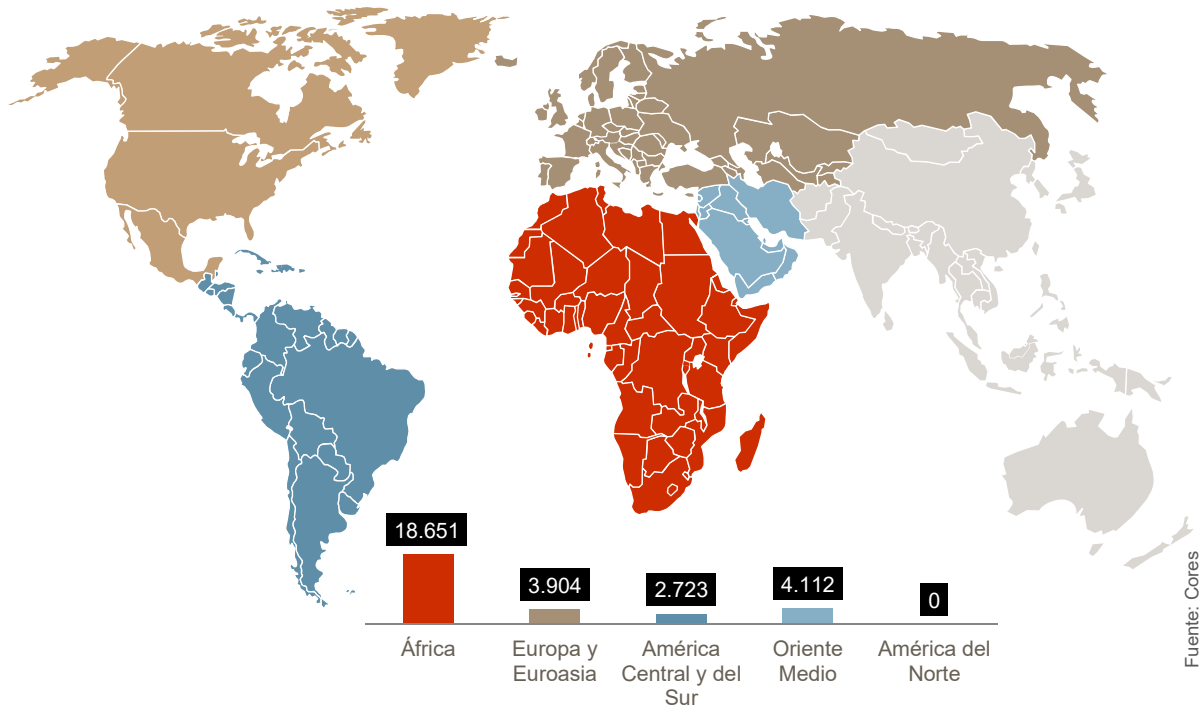 18.651
3.904
2.723
4.112
0
África
Europa y
Euroasia
América
Central y del
Sur
Oriente
Medio
América del
Norte
Fuente: Cores